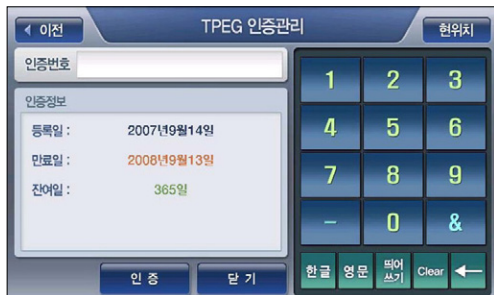 이전
TPEG 인증관리
현위치
인증번호
인증정보
등록일 : 2007년9월14일
만료일 : 2008년9월13일
잔여일 : 365일
인 증
닫 기
1 2 3
4 5 6
7 8 9
- 0 &
한글 영문 띄어쓰기 Clear ←